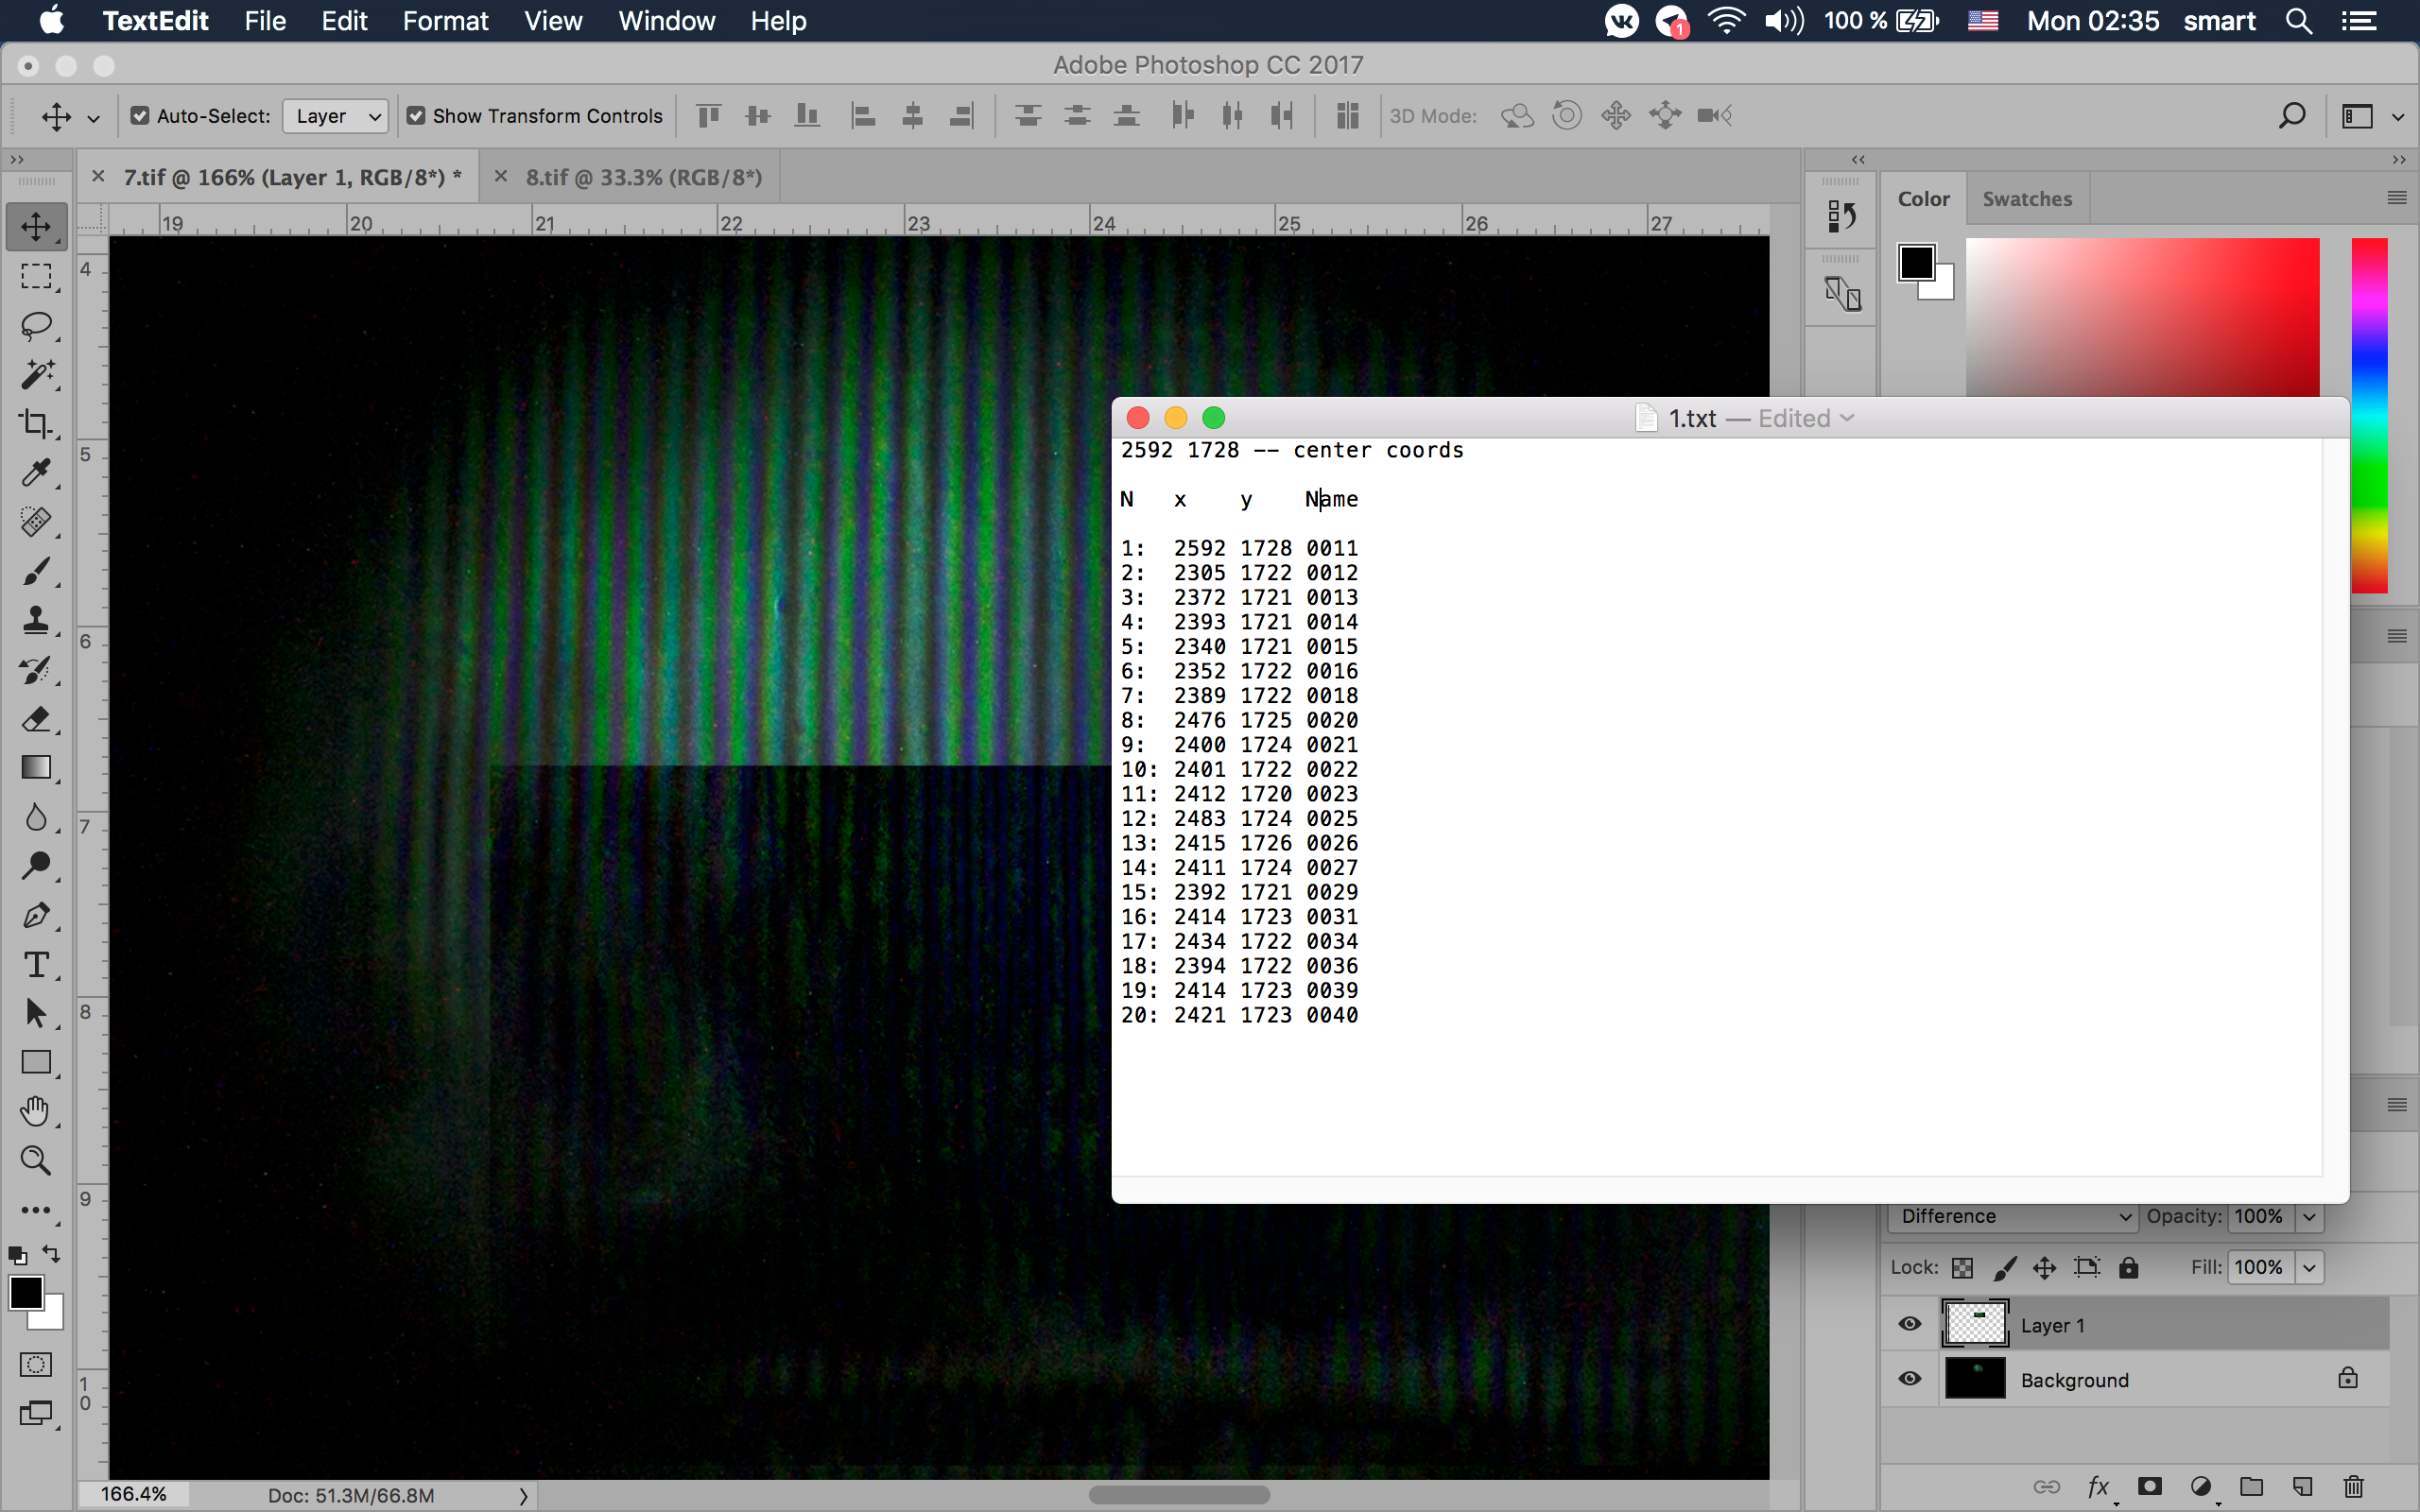 TextEdit File Edit Format View Window Help 1 100 % Mon 02:35 smart
Adobe Photoshop CC 2017
Auto-Select: Layer Show Transform Controls 3D Mode:
7.tif @ 166% (Layer 1, RGB/8*) * 8.tif @ 33.3% (RGB/8*)
19 20 21 22 23 24 25 26 27
4
5
6
7
8
9
1
0
Color Swatches
1.txt — Edited
2592 1728 -- center coords
N x y Name
1: 2592 1728 0011
2: 2305 1722 0012
3: 2372 1721 0013
4: 2393 1721 0014
5: 2340 1721 0015
6: 2352 1722 0016
7: 2389 1722 0018
8: 2476 1725 0020
9: 2400 1724 0021
10: 2401 1722 0022
11: 2412 1720 0023
12: 2483 1724 0025
13: 2415 1726 0026
14: 2411 1724 0027
15: 2392 1721 0029
16: 2414 1723 0031
17: 2434 1722 0034
18: 2394 1722 0036
19: 2414 1723 0039
20: 2421 1723 0040
Difference Opacity: 100%
Lock: Fill: 100%
Layer 1
Background
fx
166.4% Doc: 51.3M/66.8M